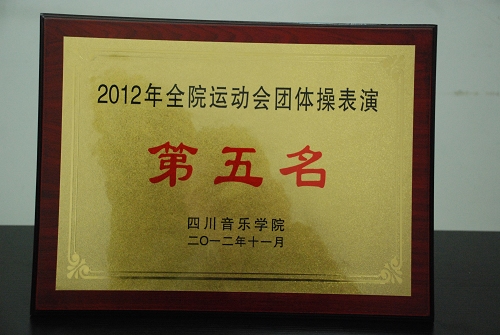 2012年全院运动会团体操表演
第五名
四川音乐学院
二〇一二年十一月